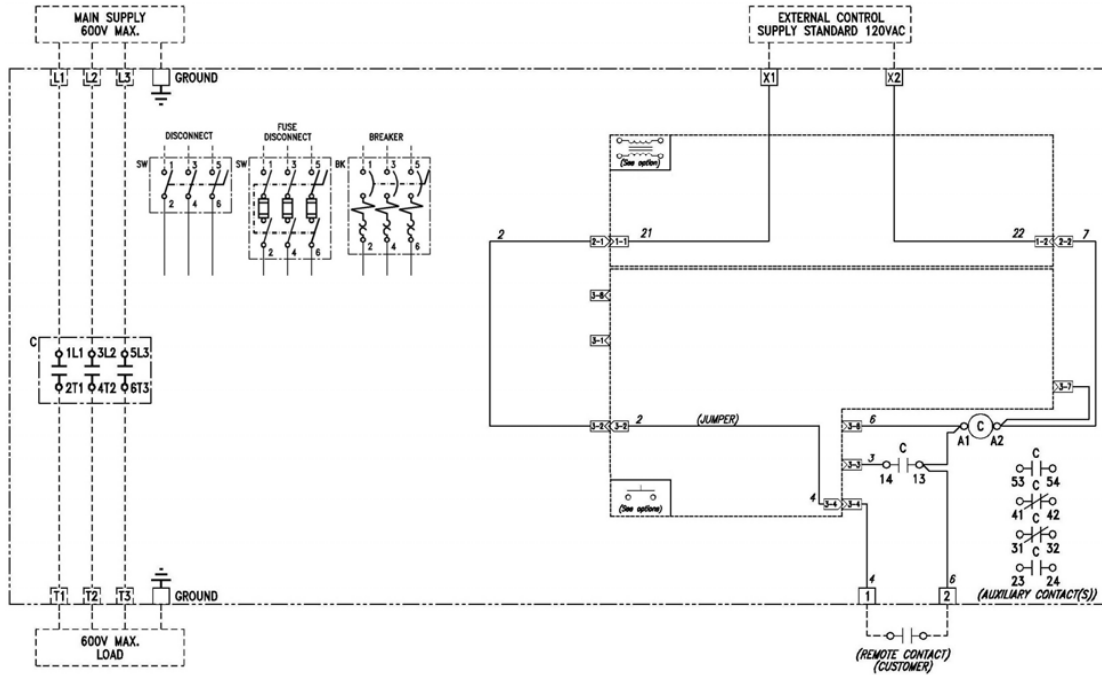 MAIN SUPPLY
600V MAX.
EXTERNAL CONTROL
SUPPLY STANDARD 120VAC
L1 L2 L3 GROUND
X1 X2
DISCONNECT
FUSE
DISCONNECT
BREAKER
SW 1 3 5
2 4 6
SW 1 3 5
2 4 6
BK 1 3 5
2 4 6
(See option)
2 2-1 1-1 21
22 1-2 2-2 7
3-8
3-1
C
1L1 3L2 5L3
2T1 4T2 6T3
3-7
3-2 3-2 2 (JUMPER)
3-6 6 A1 C A2
3-3 3 C
14 13
(See options)
4 3-4 3-4
C
53 54
C
41 42
C
31 32
C
23 24
(AUXILIARY CONTACT(S))
4 6
1 2
T1 T2 T3 GROUND
600V MAX.
LOAD
(REMOTE CONTACT)
(CUSTOMER)